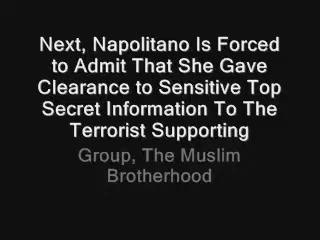 Next, Napolitano Is Forced
to Admit That She Gave
Clearance to Sensitive Top
Secret Information To The
Terrorist Supporting
Group, The Muslim
Brotherhood